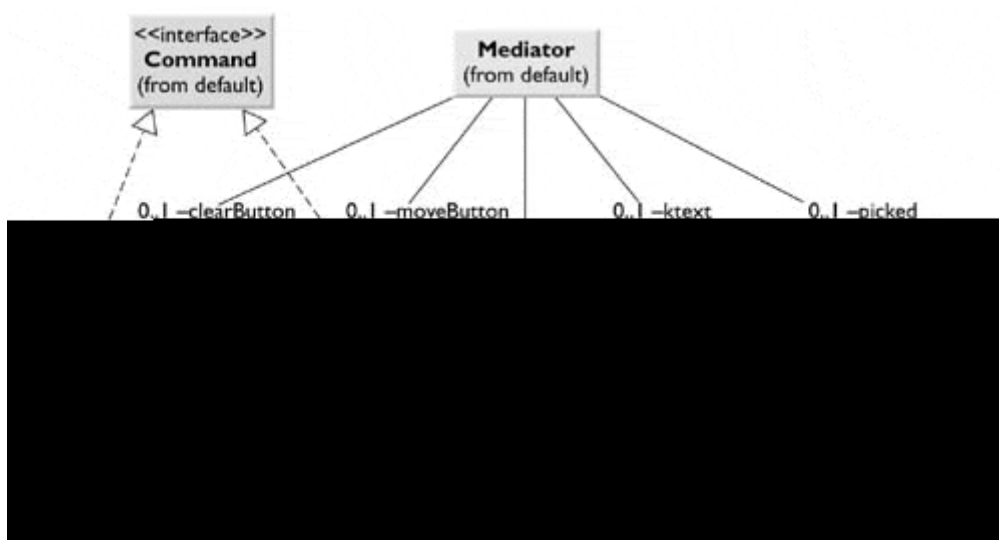 <<interface>>
Command
(from default)
Mediator
(from default)
0..1 –clearButton
0..1 –moveButton
0..1 –ktext
0..1 –picked